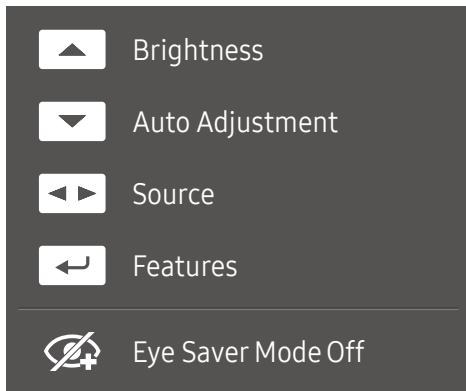 Brightness
Auto Adjustment
Source
Features
Eye Saver Mode Off